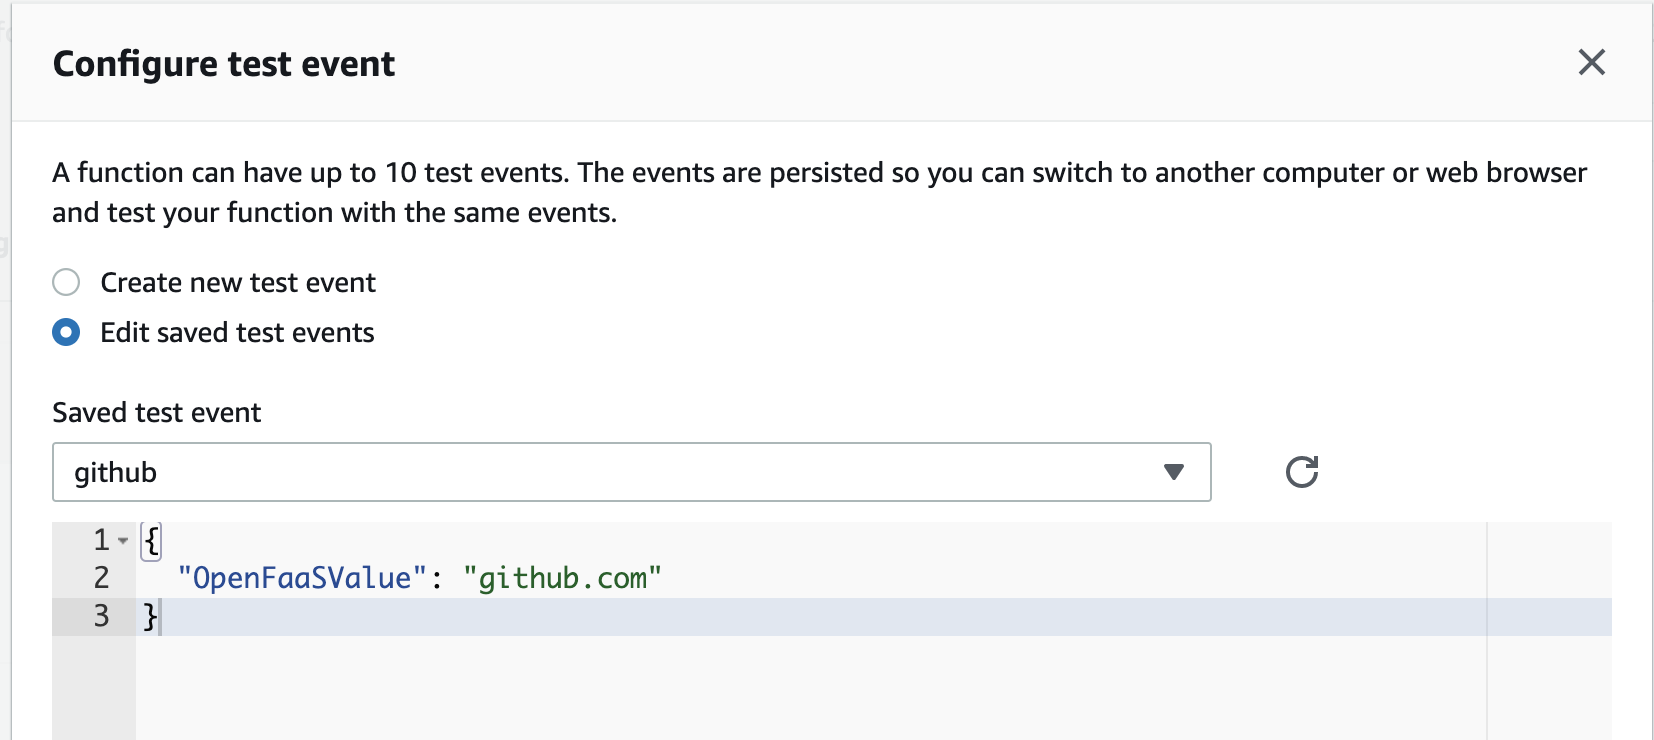 Configure test event
A function can have up to 10 test events. The events are persisted so you can switch to another computer or web browser
and test your function with the same events.
Create new test event
Edit saved test events
Saved test event
github
1 {
2 "OpenFaaSValue": "github.com"
3 }